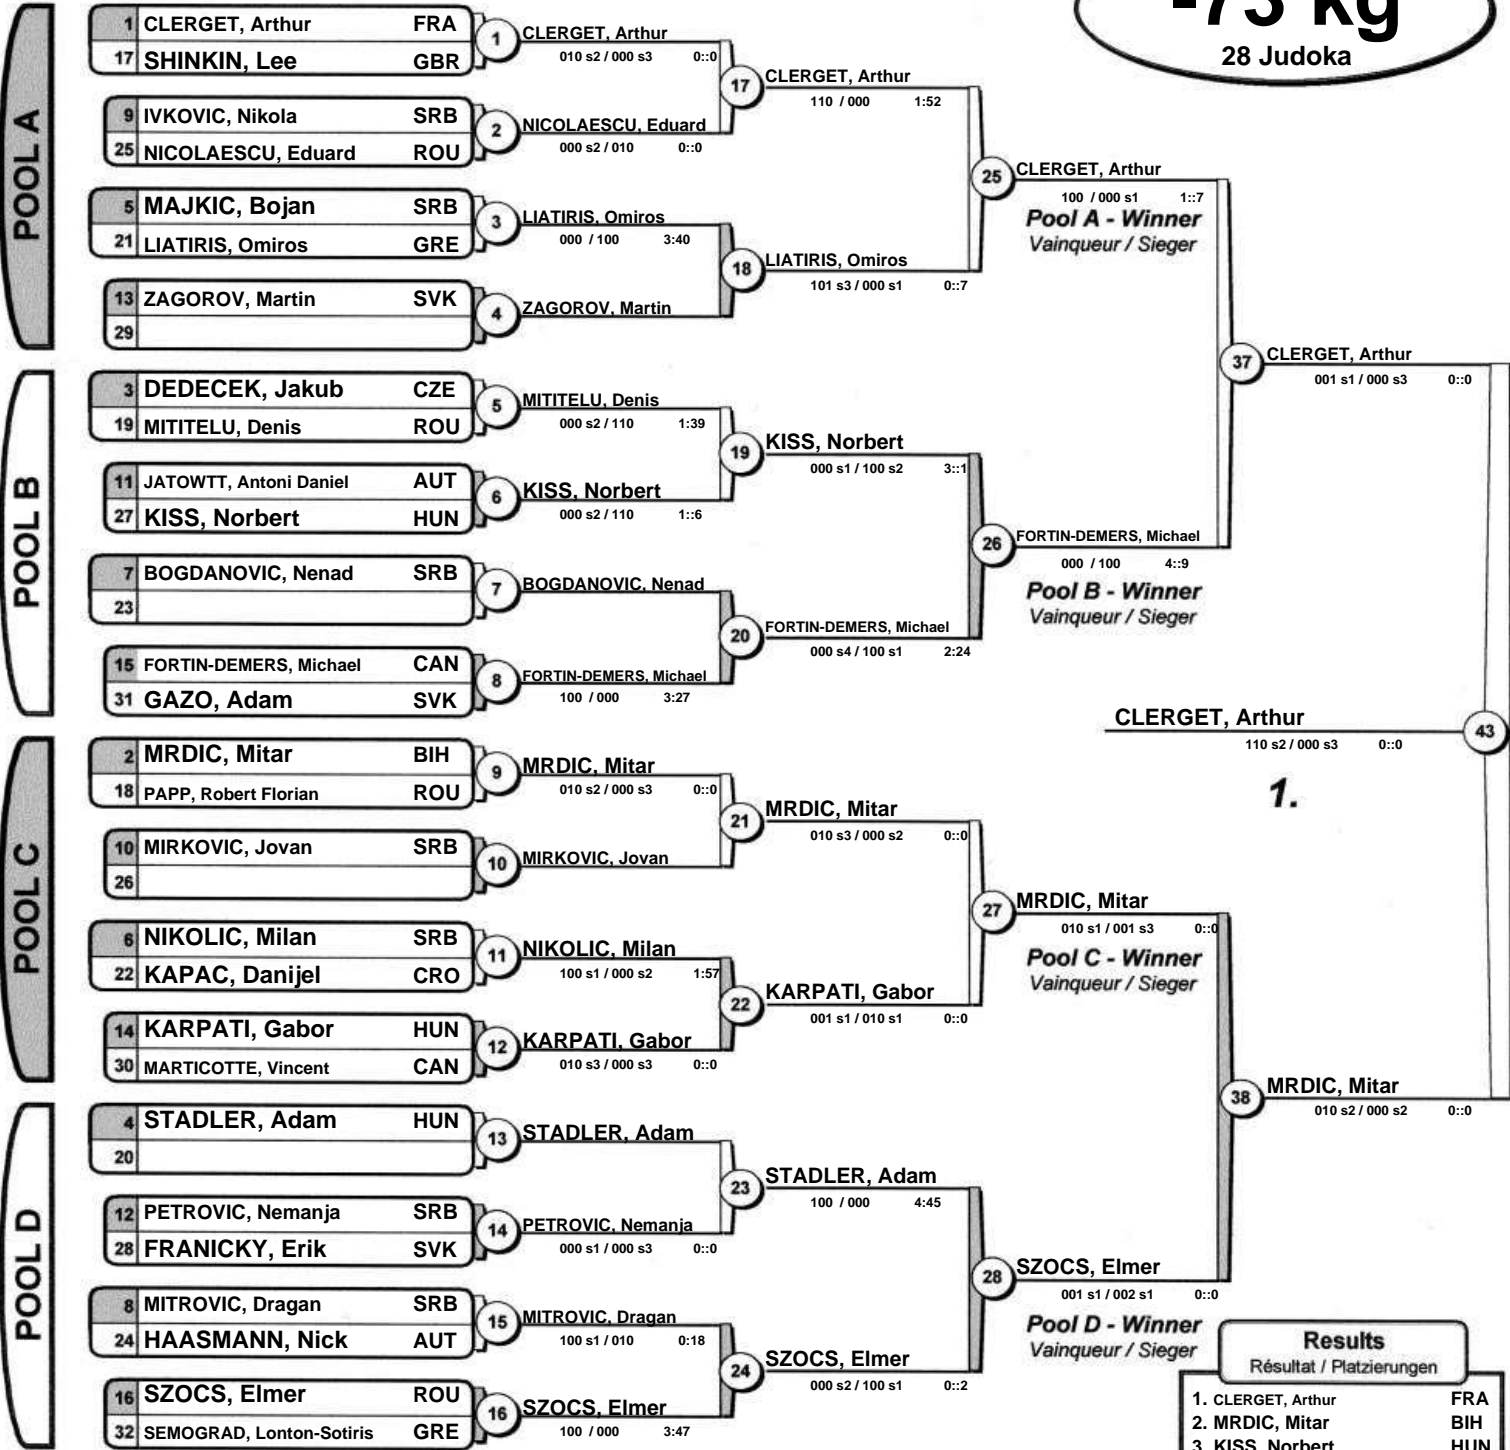 -73 kg
28 Judoka
POOL A
1 CLERGET, Arthur FRA
17 SHINKIN, Lee GBR
9 IVKOVIC, Nikola SRB
25 NICOLAESCU, Eduard ROU
5 MAJKIC, Bojan SRB
21 LIATIRIS, Omiros GRE
13 ZAGOROV, Martin SVK
29
POOL B
3 DEDECEK, Jakub CZE
19 MITITELU, Denis ROU
11 JATOWTT, Antoni Daniel AUT
27 KISS, Norbert HUN
7 BOGDANOVIC, Nenad SRB
23
15 FORTIN-DEMERS, Michael CAN
31 GAZO, Adam SVK
POOL C
2 MRDIC, Mitar BIH
18 PAPP, Robert Florian ROU
10 MIRKOVIC, Jovan SRB
26
6 NIKOLIC, Milan SRB
22 KAPAC, Danijel CRO
14 KARPATI, Gabor HUN
30 MARTICOTTE, Vincent CAN
POOL D
4 STADLER, Adam HUN
20
12 PETROVIC, Nemanja SRB
28 FRANICKY, Erik SVK
8 MITROVIC, Dragan SRB
24 HAASMANN, Nick AUT
16 SZOCS, Elmer ROU
32 SEMOGRAD, Lonton-Sotiris GRE
1 CLERGET, Arthur
010 s2 / 000 s3 0::0
2 NICOLAESCU, Eduard
000 s2 / 010 0::0
3 LIATIRIS, Omiros
000 / 100 3:40
4 ZAGOROV, Martin
5 MITITELU, Denis
000 s2 / 110 1:39
6 KISS, Norbert
000 s2 / 110 1::6
7 BOGDANOVIC, Nenad
8 FORTIN-DEMERS, Michael
100 / 000 3:27
9 MRDIC, Mitar
010 s2 / 000 s3 0::0
10 MIRKOVIC, Jovan
11 NIKOLIC, Milan
100 s1 / 000 s2 1:57
12 KARPATI, Gabor
010 s3 / 000 s3 0::0
13 STADLER, Adam
14 PETROVIC, Nemanja
000 s1 / 000 s3 0::0
15 MITROVIC, Dragan
100 s1 / 010 0:18
16 SZOCS, Elmer
100 / 000 3:47
17 CLERGET, Arthur
110 / 000 1:52
18 LIATIRIS, Omiros
101 s3 / 000 s1 0::7
19 KISS, Norbert
000 s1 / 100 s2 3::1
20 FORTIN-DEMERS, Michael
000 s4 / 100 s1 2:24
21 MRDIC, Mitar
010 s3 / 000 s2 0::0
22 KARPATI, Gabor
001 s1 / 010 s1 0::0
23 STADLER, Adam
100 / 000 4:45
24 SZOCS, Elmer
000 s2 / 100 s1 0::2
25 CLERGET, Arthur
100 / 000 s1 1::7
Pool A - Winner
Vainqueur / Sieger
26 FORTIN-DEMERS, Michael
000 / 100 4::9
Pool B - Winner
Vainqueur / Sieger
27 MRDIC, Mitar
010 s1 / 001 s3 0::0
Pool C - Winner
Vainqueur / Sieger
28 SZOCS, Elmer
001 s1 / 002 s1 0::0
Pool D - Winner
Vainqueur / Sieger
37 CLERGET, Arthur
001 s1 / 000 s3 0::0
38 MRDIC, Mitar
010 s2 / 000 s2 0::0
CLERGET, Arthur 43
110 s2 / 000 s3 0::0
1.
Results
Résultat / Platzierungen
1. CLERGET, Arthur FRA
2. MRDIC, Mitar BIH
3. KISS, Norbert HUN